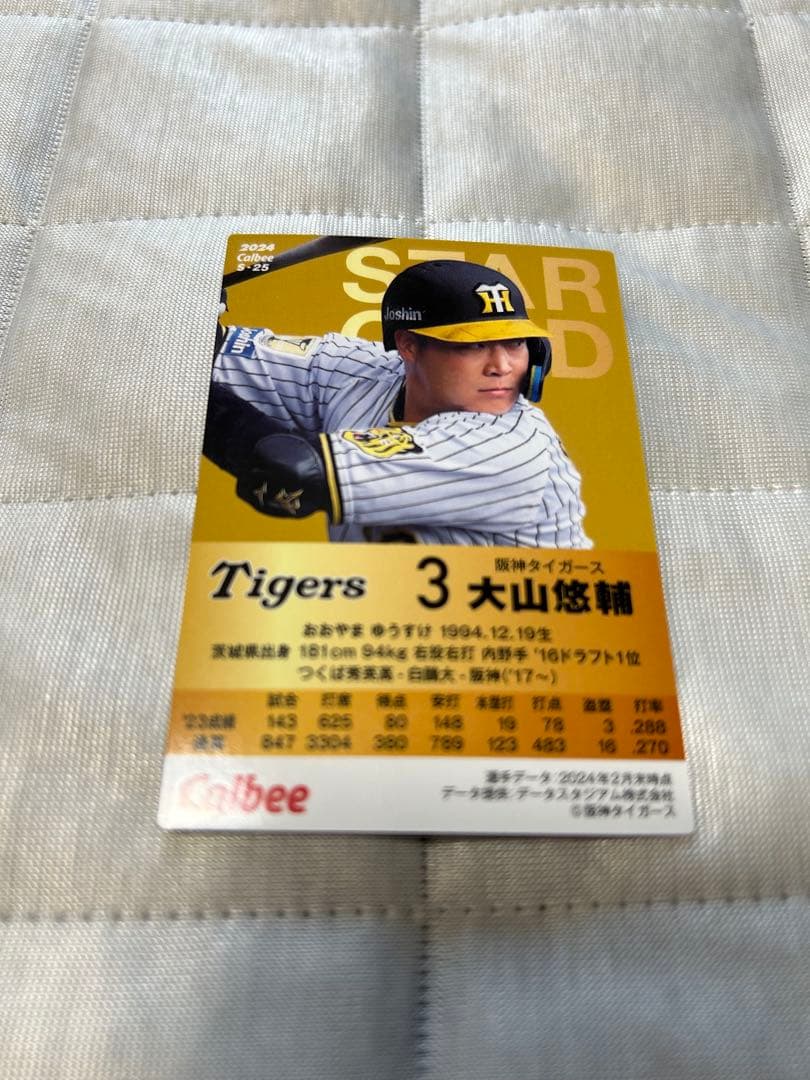 2024
Calbee
S-25
STAR
Joshin
Joshin
Tigers 3 阪神タイガース
大山悠輔
おおやま ゆうすけ 1994.12.19生
茨城県出身 181cm 94kg 右投右打 内野手 '16ドラフト1位
つくば秀英高-白鷗大-阪神('17〜)
試合 打席 得点 安打 本塁打 打点 盗塁 打率
'23成績 143 625 80 148 19 78 3 .288
通算 847 3304 380 789 123 483 16 .270
Calbee
選手データ:2024年2月末時点
データ提供:データスタジアム株式会社
©阪神タイガース